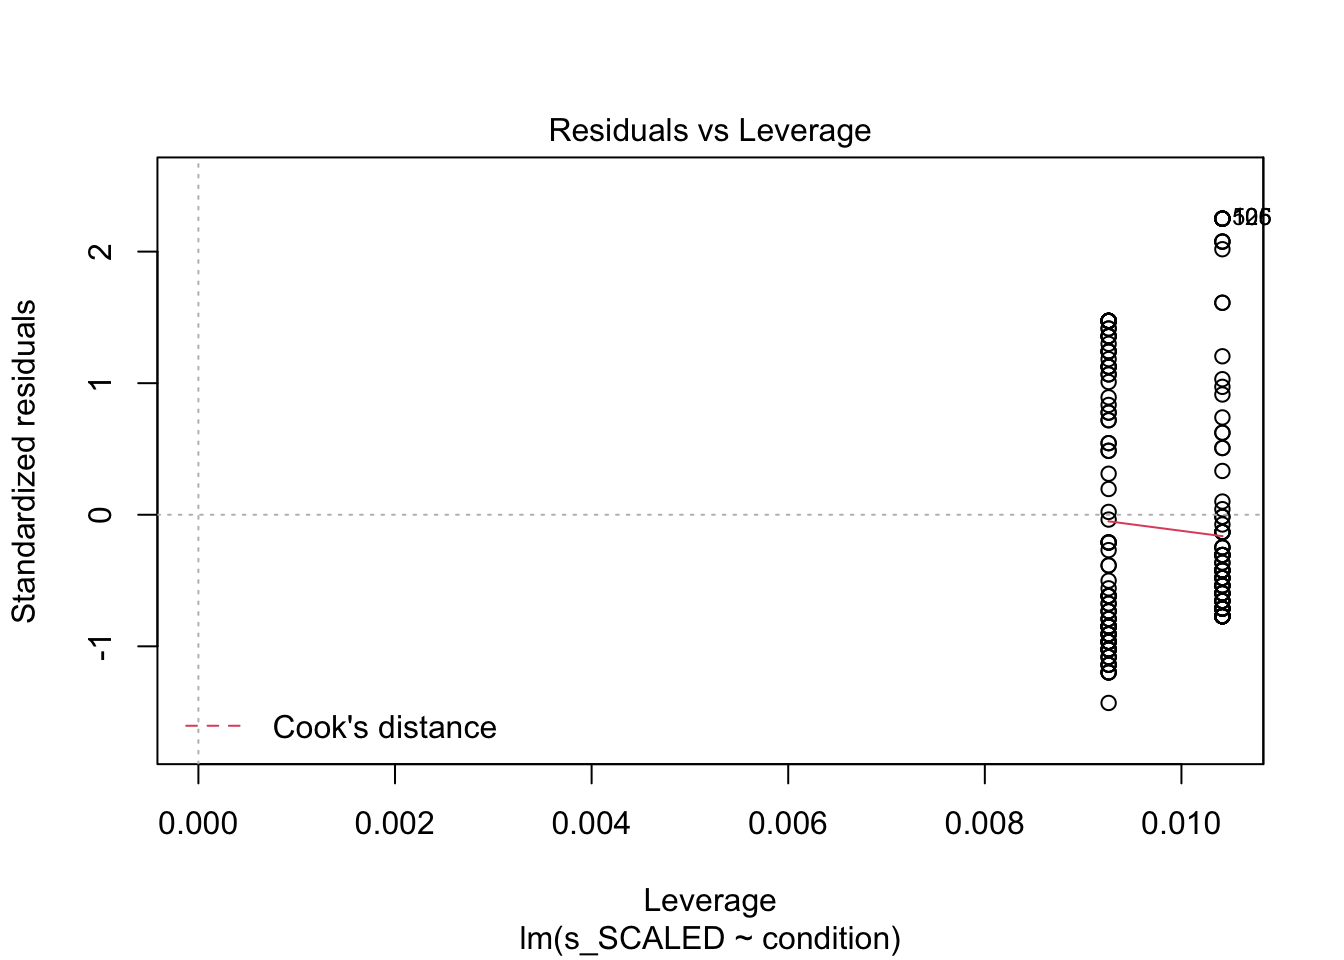 Residuals vs Leverage
Standardized residuals
2
1
0
-1
Cook's distance
0.000 0.002 0.004 0.006 0.008 0.010
Leverage
lm(s_SCALED ~ condition)